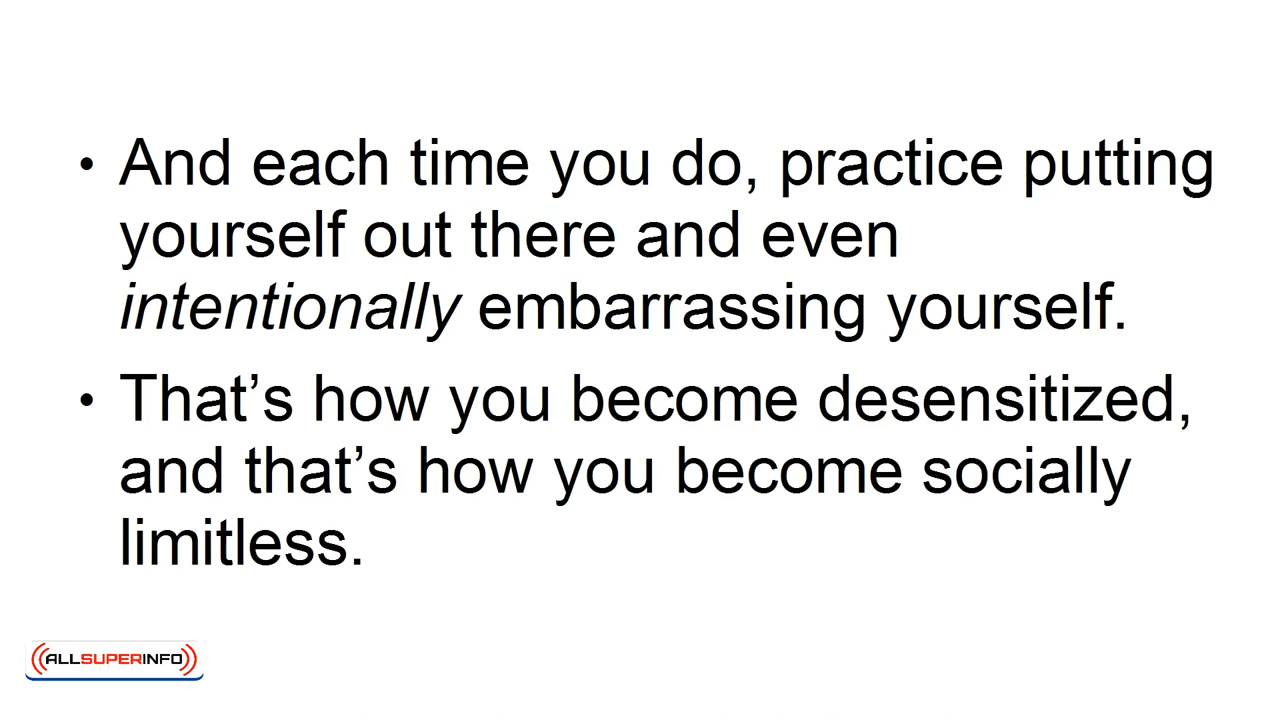 • And each time you do, practice putting
yourself out there and even
intentionally embarrassing yourself.
• That’s how you become desensitized,
and that’s how you become socially
limitless.
ALLSUPERINFO